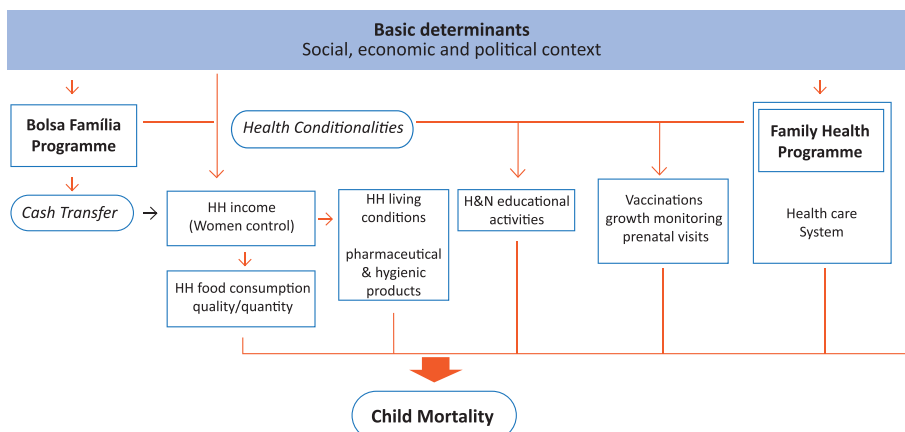 Basic determinants
Social, economic and political context
Bolsa Família
Programme
Health Conditionalities
Family Health
Programme
Cash Transfer
HH income
(Women control)
HH living
conditions
pharmaceutical
& hygienic
products
H&N educational
activities
Vaccinations
growth monitoring
prenatal visits
Health care
System
HH food consumption
quality/quantity
Child Mortality